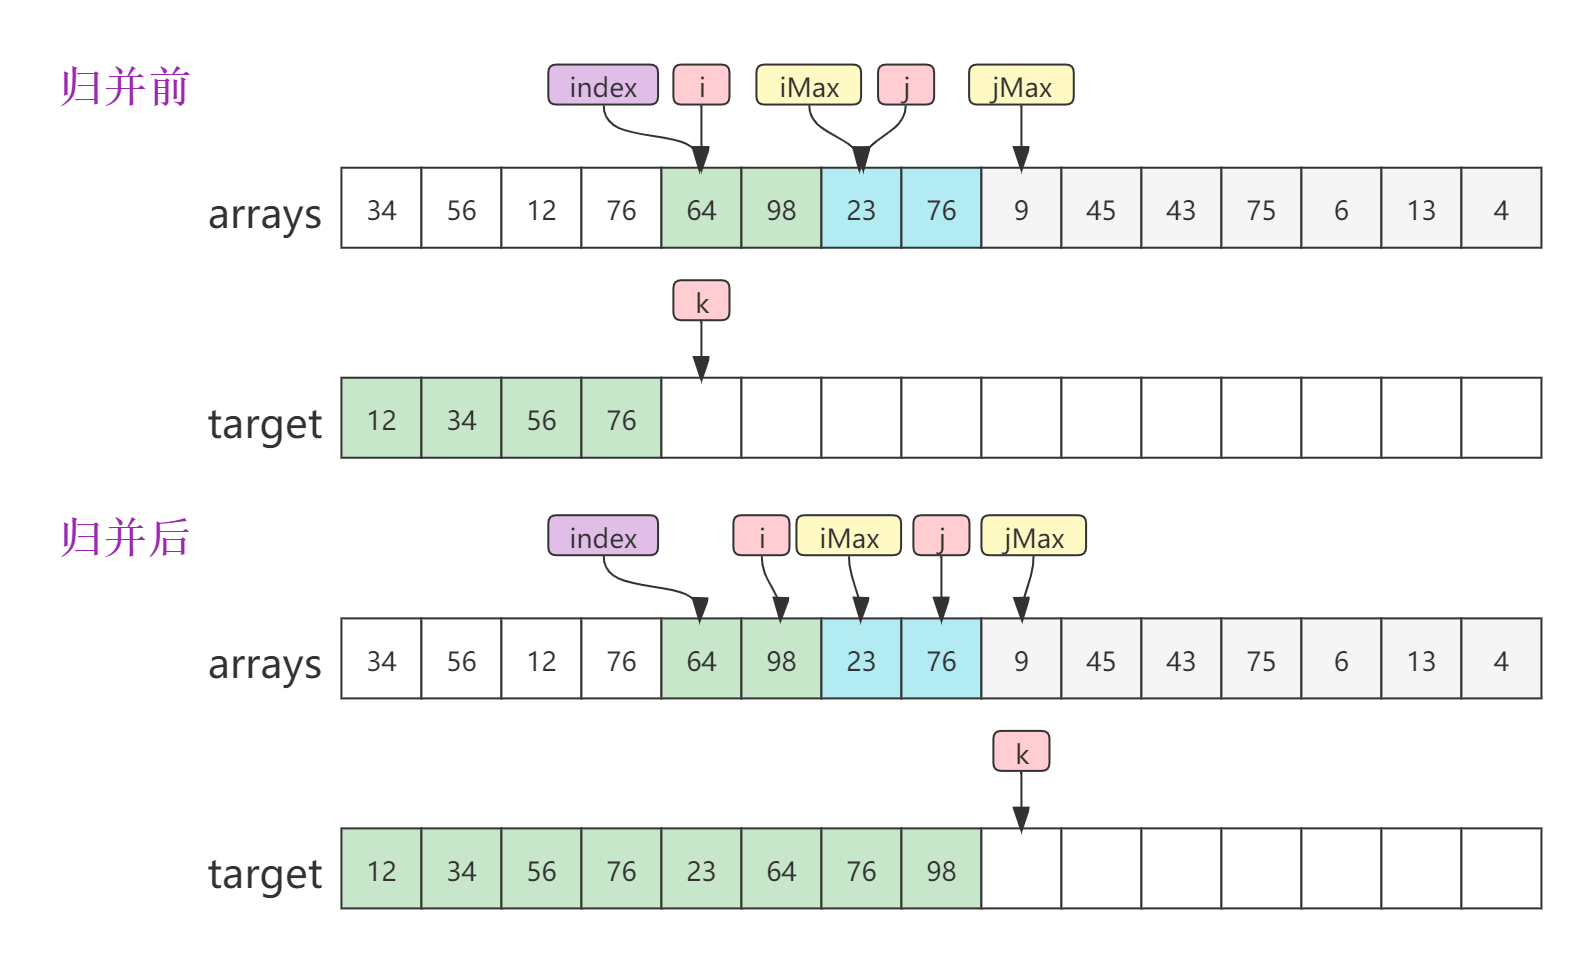 归并前
index i iMax j jMax
arrays 34 56 12 76 64 98 23 76 9 45 43 75 6 13 4
k
target 12 34 56 76
归并后
index i iMax j jMax
arrays 34 56 12 76 64 98 23 76 9 45 43 75 6 13 4
k
target 12 34 56 76 23 64 76 98